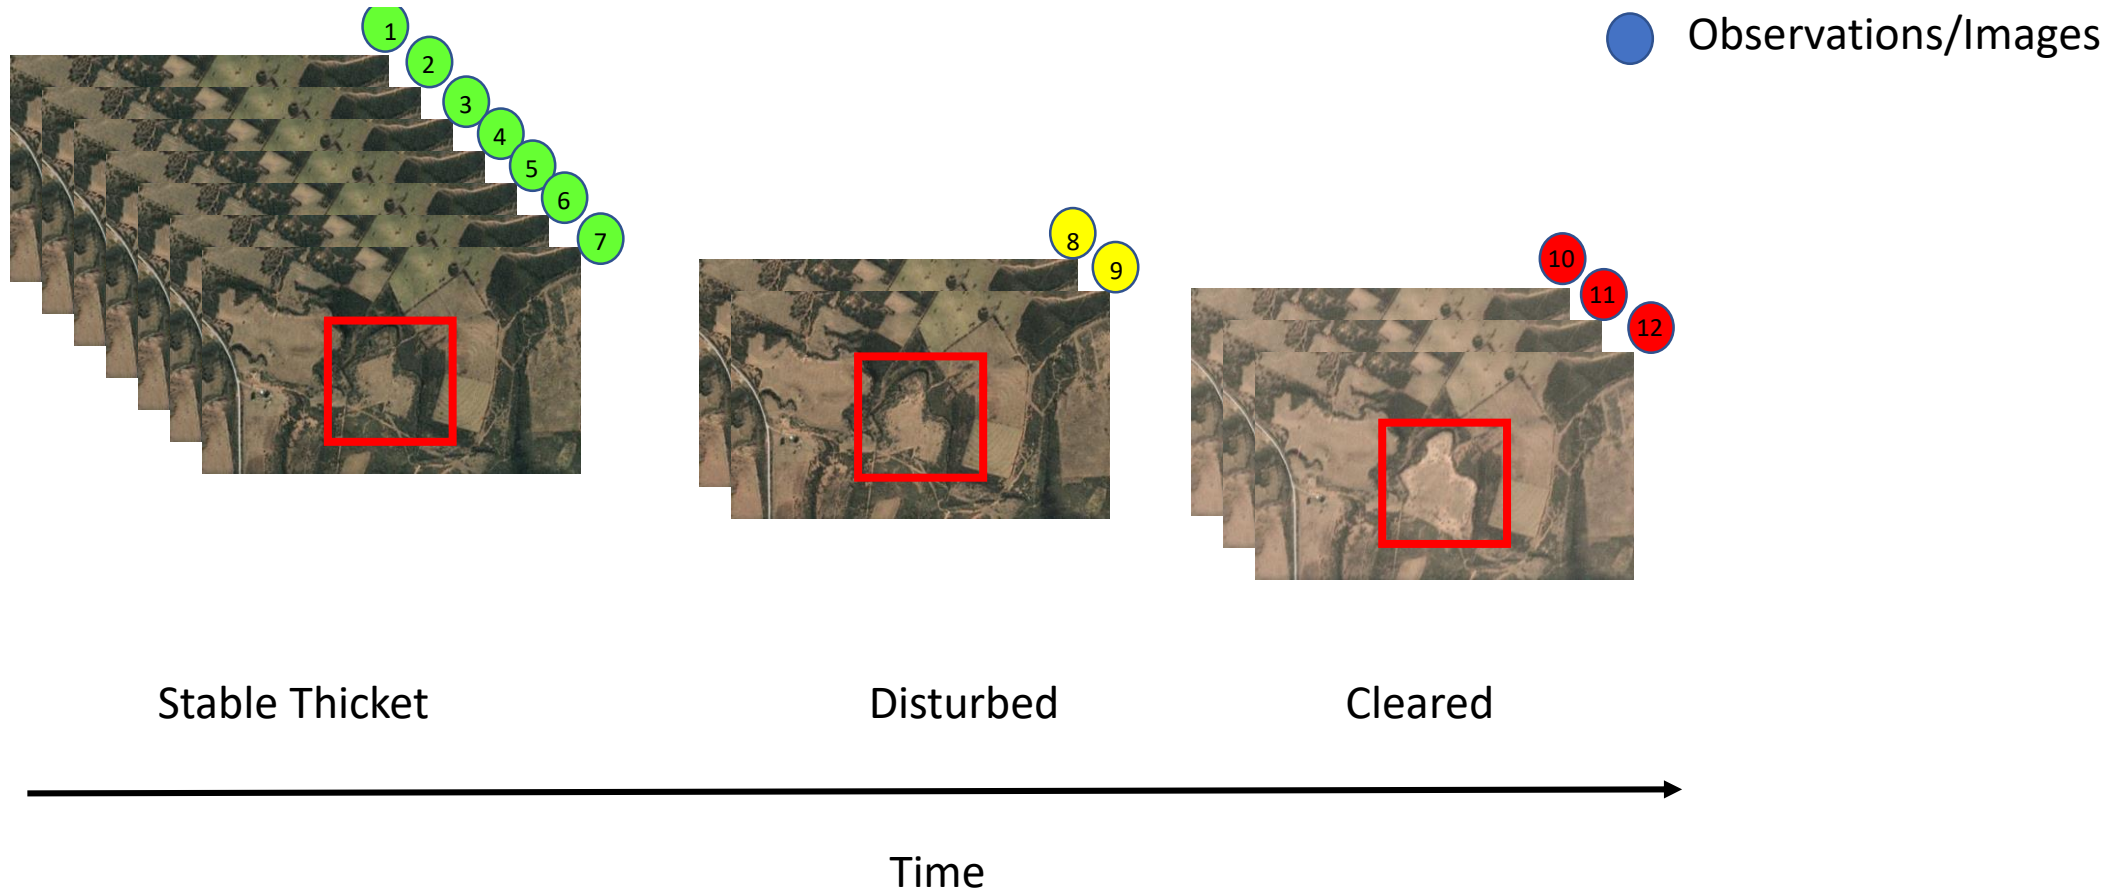 Observations/Images
1
2
3
4
5
6
7
8
9
10
11
12
Stable Thicket
Disturbed
Cleared
Time